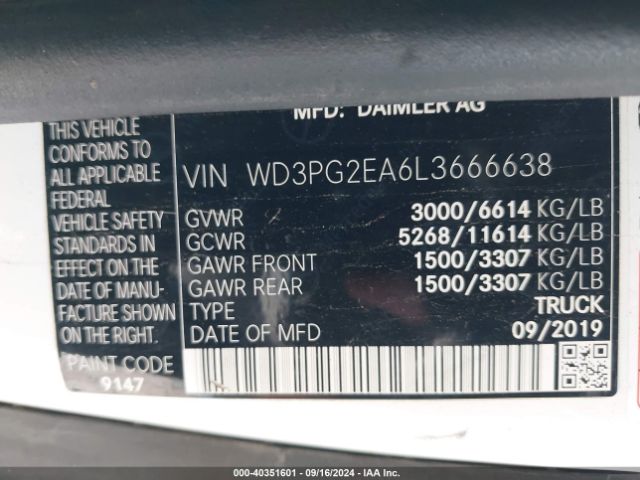 MFD. DAIMLER AG
THIS VEHICLE
CONFORMS TO
ALL APPLICABLE
FEDERAL
VEHICLE SAFETY
STANDARDS IN
EFFECT ON THE
DATE OF MANU-
FACTURE SHOWN
ON THE RIGHT.
VIN WD3PG2EA6L3666638
GVWR 3000/6614 KG/LB
GCWR 5268/11614 KG/LB
GAWR FRONT 1500/3307 KG/LB
GAWR REAR 1500/3307 KG/LB
TYPE TRUCK
DATE OF MFD 09/2019
PAINT CODE
9147
000-40351601 - 09/16/2024 - IAAI.COM